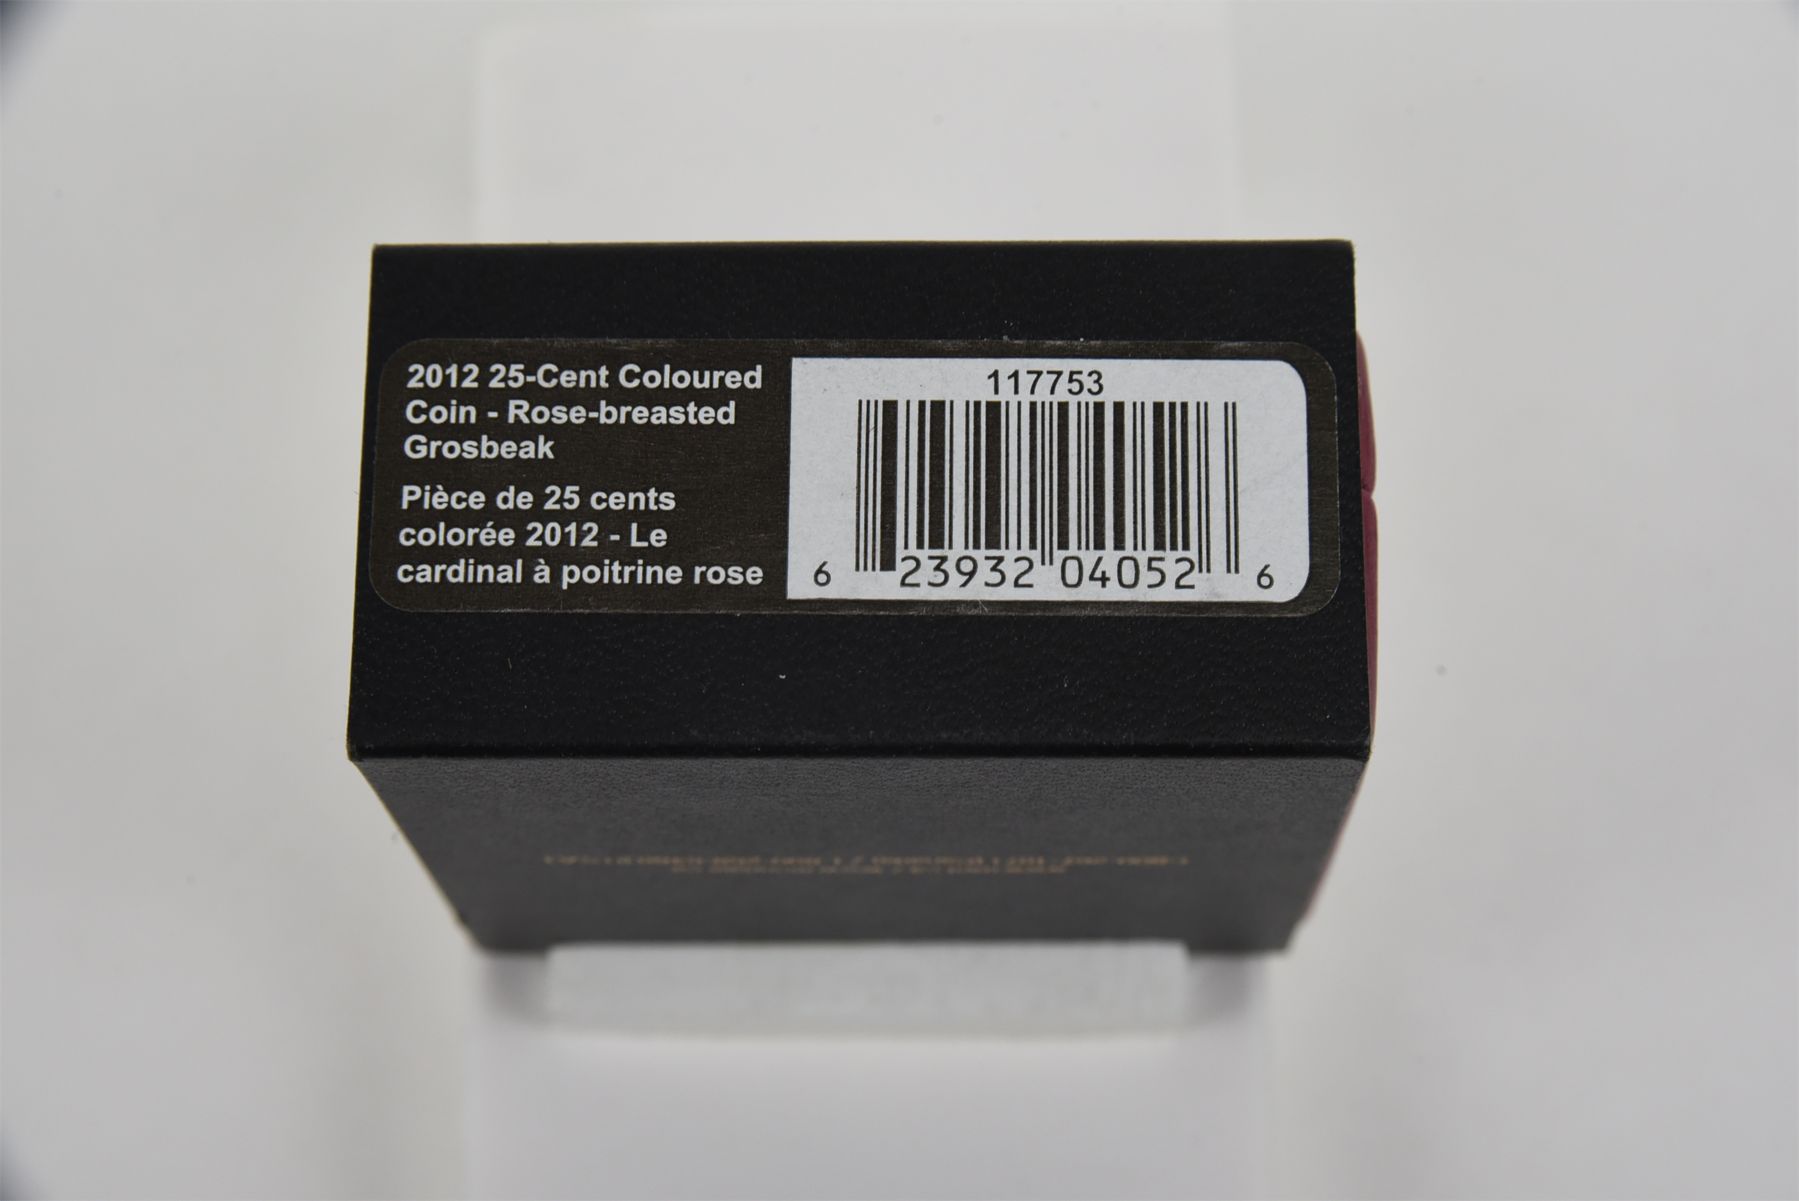 2012 25-Cent Coloured
Coin - Rose-breasted
Grosbeak
Pièce de 25 cents
colorée 2012 - Le
cardinal à poitrine rose
117753
6 23932 04052 6